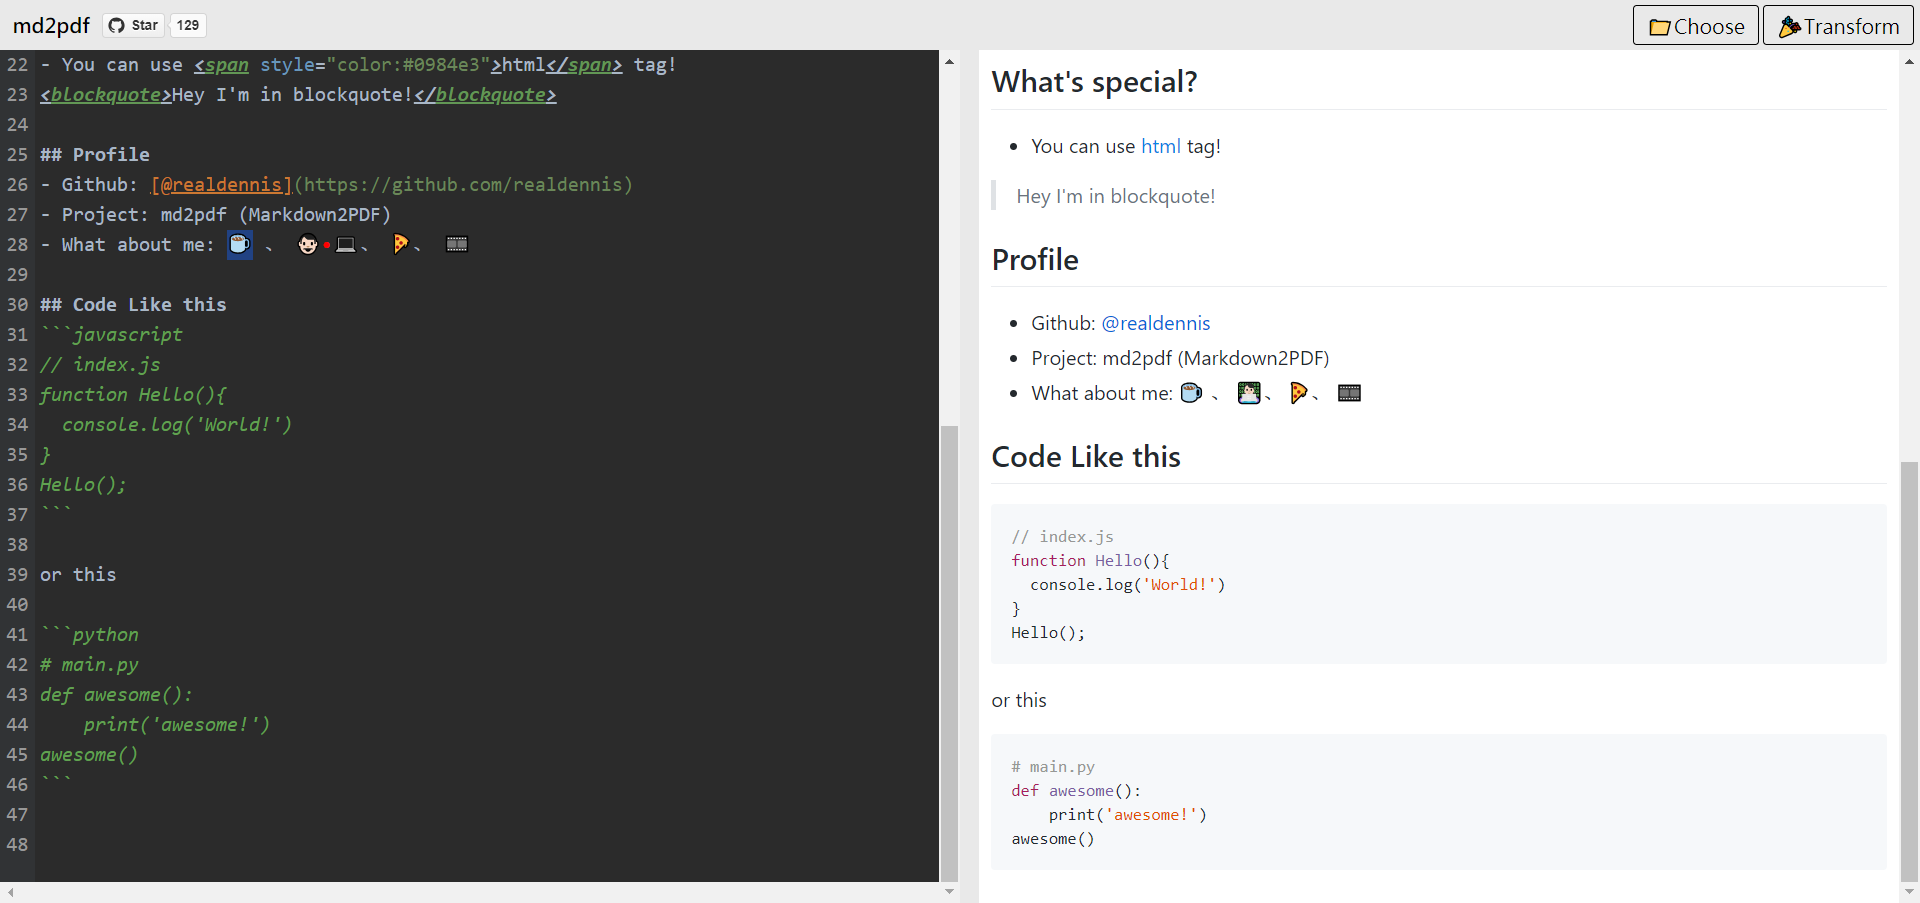 md2pdf Star 129 📁Choose 🎉Transform
22 - You can use <span style="color:#0984e3">html</span> tag!
23 <blockquote>Hey I'm in blockquote!</blockquote>
24
25 ## Profile
26 - Github: [@realdennis](https://github.com/realdennis)
27 - Project: md2pdf (Markdown2PDF)
28 - What about me: ☕ 、 👨🏻•💻、 🍕、 🎞
29
30 ## Code Like this
31 ```javascript
32 // index.js
33 function Hello(){
34   console.log('World!')
35 }
36 Hello();
37 ```
38
39 or this
40
41 ```python
42 # main.py
43 def awesome():
44     print('awesome!')
45 awesome()
46 ```
47
48
What's special?
• You can use html tag!
Hey I'm in blockquote!
Profile
• Github: @realdennis
• Project: md2pdf (Markdown2PDF)
• What about me: ☕ 、 👨🏻‍💻、 🍕、 🎞
Code Like this
// index.js
function Hello(){
  console.log('World!')
}
Hello();
or this
# main.py
def awesome():
    print('awesome!')
awesome()